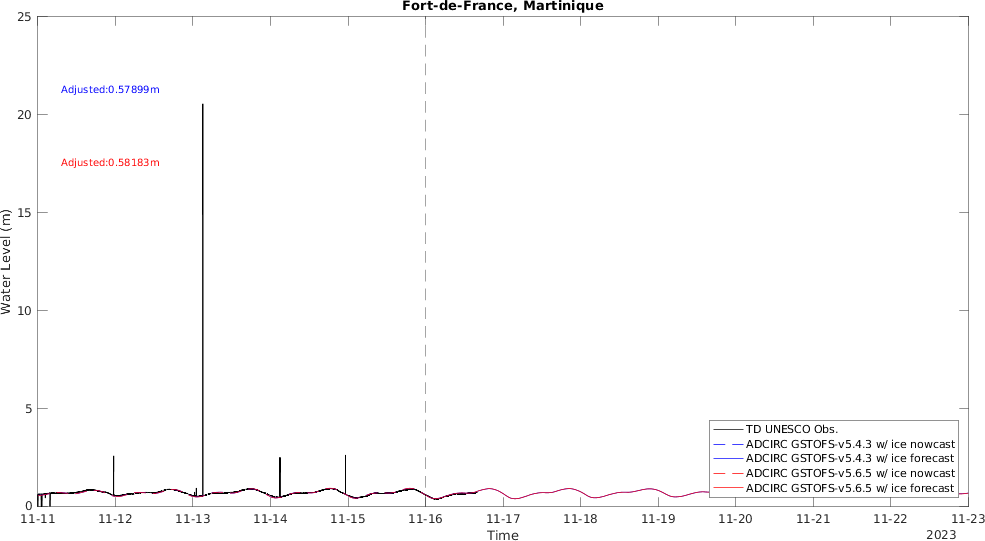 Fort-de-France, Martinique
25
20
15
10
5
0
Water Level (m)
Adjusted:0.57899m
Adjusted:0.58183m
TD UNESCO Obs.
ADCIRC GSTOFS-v5.4.3 w/ ice nowcast
ADCIRC GSTOFS-v5.4.3 w/ ice forecast
ADCIRC GSTOFS-v5.6.5 w/ ice nowcast
ADCIRC GSTOFS-v5.6.5 w/ ice forecast
11-11 11-12 11-13 11-14 11-15 11-16 11-17 11-18 11-19 11-20 11-21 11-22 11-23
Time
2023